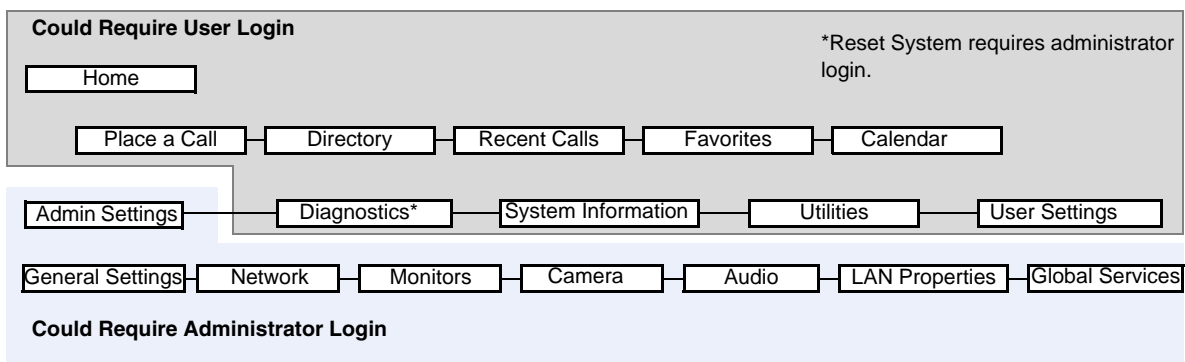 Could Require User Login
*Reset System requires administrator
login.
Home
Place a Call
Directory
Recent Calls
Favorites
Calendar
Admin Settings
Diagnostics*
System Information
Utilities
User Settings
General Settings
Network
Monitors
Camera
Audio
LAN Properties
Global Services
Could Require Administrator Login